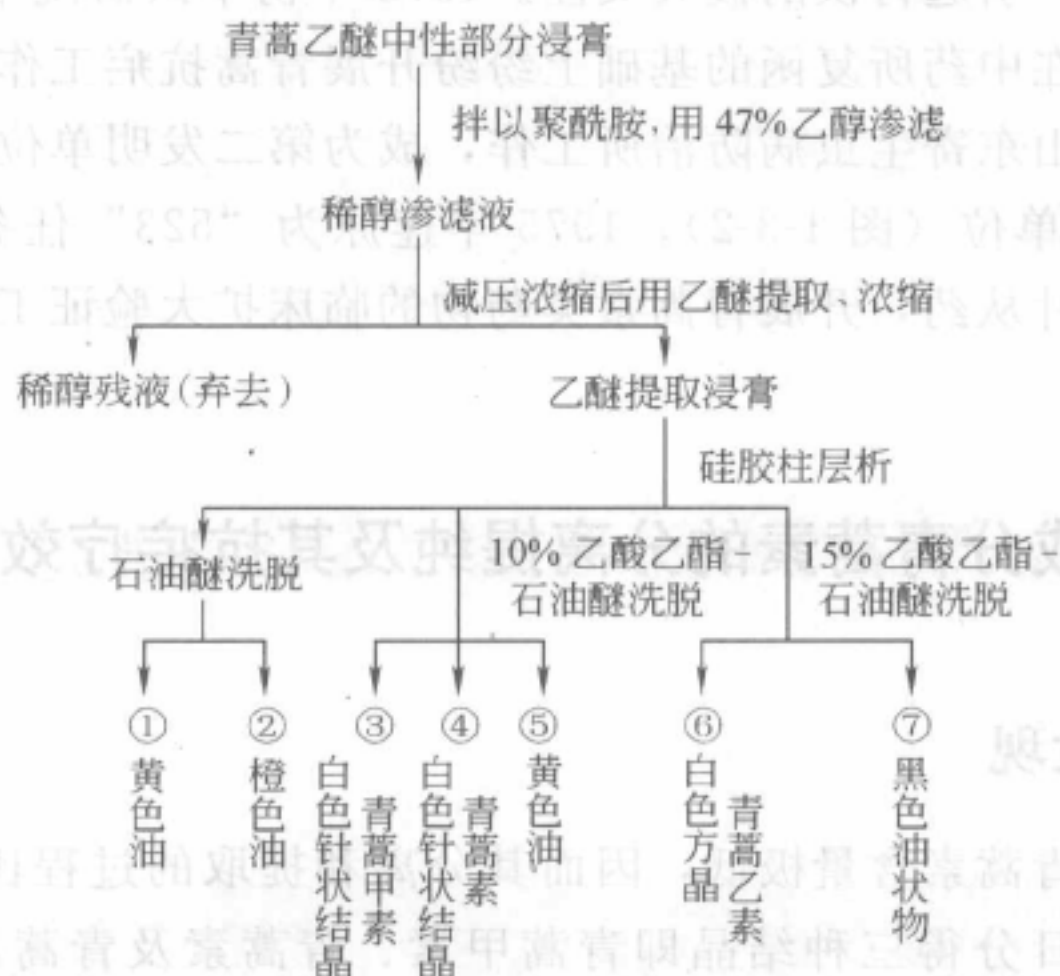 青蒿乙醚中性部分浸膏
拌以聚酰胺,用 47%乙醇渗滤
稀醇渗滤液
减压浓缩后用乙醚提取、浓缩
稀醇残液(弃去)
乙醚提取浸膏
硅胶柱层析
石油醚洗脱
10% 乙酸乙酯-
石油醚洗脱
15% 乙酸乙酯-
石油醚洗脱
①
黄色油
②
橙色油
③
白色针状结晶
青蒿甲素
④
白色针状结晶
青蒿素
⑤
黄色油
⑥
白色方晶
青蒿乙素
⑦
黑色油状物